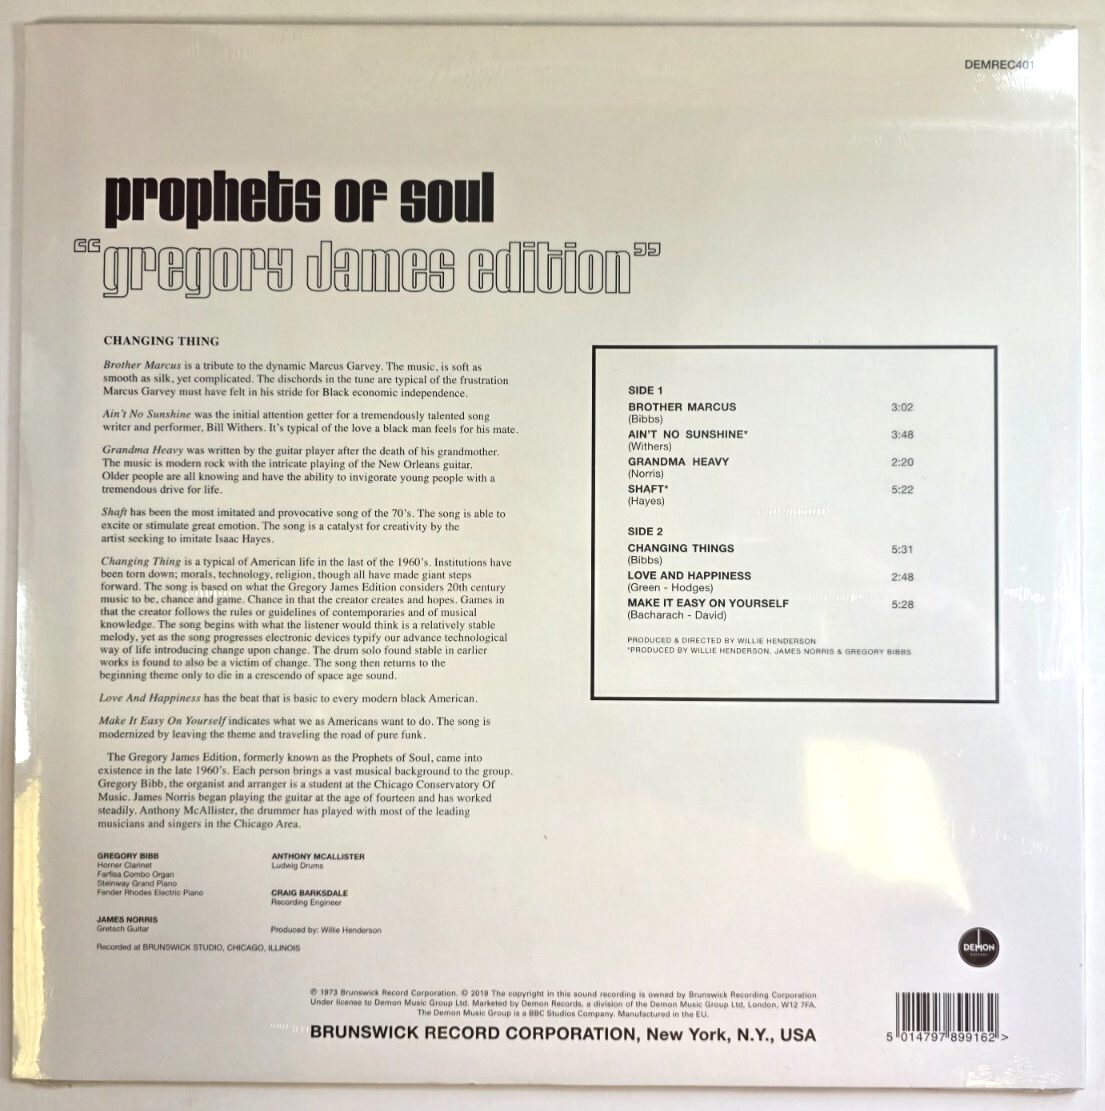 DEMREC401
prophets of soul
"gregory James edition"
CHANGING THING
Brother Marcus is a tribute to the dynamic Marcus Garvey. The music, is soft as
smooth as silk, yet complicated. The dischords in the tune are typical of the frustration
Marcus Garvey must have felt in his stride for Black economic independence.
Ain't No Sunshine was the initial attention getter for a tremendously talented song
writer and performer, Bill Withers. It's typical of the love a black man feels for his mate.
Grandma Heavy was written by the guitar player after the death of his grandmother.
The music is modern rock with the intricate playing of the New Orleans guitar.
Older people are all knowing and have the ability to invigorate young people with a
tremendous drive for life.
Shaft has been the most imitated and provocative song of the 70's. The song is able to
excite or stimulate great emotion. The song is a catalyst for creativity by the
artist seeking to imitate Isaac Hayes.
Changing Thing is a typical of American life in the last of the 1960's. Institutions have
been torn down; morals, technology, religion, though all have made giant steps
forward. The song is based on what the Gregory James Edition considers 20th century
music to be, chance and game. Chance in that the creator creates and hopes. Games in
that the creator follows the rules or guidelines of contemporaries and of musical
knowledge. The song begins with what the listener would think is a relatively stable
melody, yet as the song progresses electronic devices typify our advance technological
way of life introducing change upon change. The drum solo found stable in earlier
works is found to also be a victim of change. The song then returns to the
beginning theme only to die in a crescendo of space age sound.
Love And Happiness has the beat that is basic to every modern black American.
Make It Easy On Yourself indicates what we as Americans want to do. The song is
modernized by leaving the theme and traveling the road of pure funk.
The Gregory James Edition, formerly known as the Prophets of Soul, came into
existence in the late 1960's. Each person brings a vast musical background to the group.
Gregory Bibb, the organist and arranger is a student at the Chicago Conservatory Of
Music. James Norris began playing the guitar at the age of fourteen and has worked
steadily. Anthony McAllister, the drummer has played with most of the leading
musicians and singers in the Chicago Area.
GREGORY BIBB
Horner Clarinet
Farfisa Combo Organ
Steinway Grand Piano
Fender Rhodes Electric Piano
JAMES NORRIS
Gretsch Guitar
ANTHONY MCALLISTER
Ludwig Drums
CRAIG BARKSDALE
Recording Engineer
Produced by: Willie Henderson
Recorded at BRUNSWICK STUDIO, CHICAGO, ILLINOIS
SIDE 1
BROTHER MARCUS 3:02
(Bibbs)
AIN'T NO SUNSHINE* 3:48
(Withers)
GRANDMA HEAVY 2:20
(Norris)
SHAFT* 5:22
(Hayes)
SIDE 2
CHANGING THINGS 5:31
(Bibbs)
LOVE AND HAPPINESS 2:48
(Green - Hodges)
MAKE IT EASY ON YOURSELF 5:28
(Bacharach - David)
PRODUCED & DIRECTED BY WILLIE HENDERSON
*PRODUCED BY WILLIE HENDERSON, JAMES NORRIS & GREGORY BIBBS
DEMON
RECORDS
℗ 1973 Brunswick Record Corporation. © 2019 The copyright in this sound recording is owned by Brunswick Recording Corporation
Under license to Demon Music Group Ltd. Marketed by Demon Records, a division of the Demon Music Group Ltd, London, W12 7FA.
The Demon Music Group is a BBC Studios Company. Manufactured in the EU.
BRUNSWICK RECORD CORPORATION, New York, N.Y., USA
5 014797 899162 >